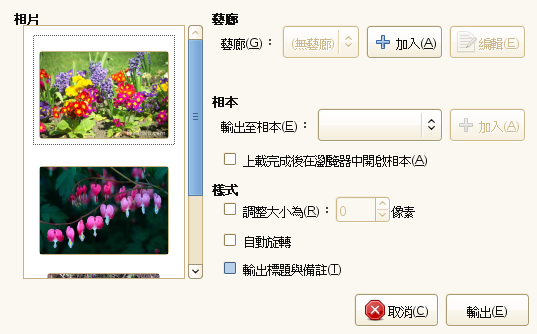 相片
藝廊
藝廊(G)： (無藝廊) 加入(A) 編輯(E)
相本
輸出至相本(E)： 加入(A)
上載完成後在瀏覽器中開啟相本(A)
樣式
調整大小為(R)： 0 像素
自動旋轉
輸出標題與備註(T)
取消(C) 輸出(E)